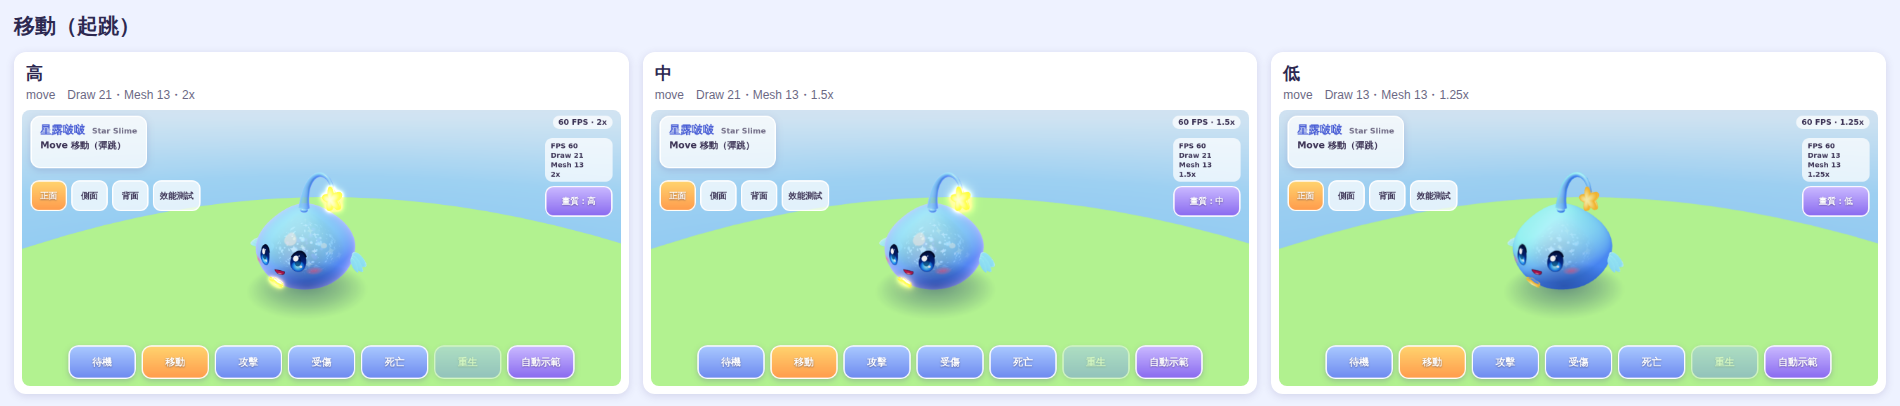 移動（起跳）
高
move Draw 21・Mesh 13・2x
星露啵啵 Star Slime
Move 移動（彈跳）
60 FPS · 2x
FPS 60
Draw 21
Mesh 13
2x
正面 側面 背面 效能測試
畫質：高
待機 移動 攻擊 受傷 死亡 重生 自動示範
中
move Draw 21・Mesh 13・1.5x
星露啵啵 Star Slime
Move 移動（彈跳）
60 FPS · 1.5x
FPS 60
Draw 21
Mesh 13
1.5x
正面 側面 背面 效能測試
畫質：中
待機 移動 攻擊 受傷 死亡 重生 自動示範
低
move Draw 13・Mesh 13・1.25x
星露啵啵 Star Slime
Move 移動（彈跳）
60 FPS · 1.25x
FPS 60
Draw 13
Mesh 13
1.25x
正面 側面 背面 效能測試
畫質：低
待機 移動 攻擊 受傷 死亡 重生 自動示範